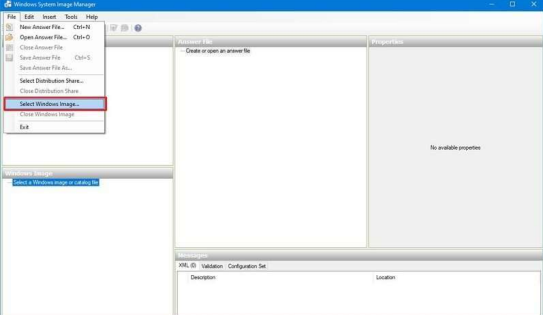 Windows System Image Manager
File Edit Insert Tools Help
New Answer File... Ctrl+N
Open Answer File... Ctrl+O
Close Answer File
Save Answer File Ctrl+S
Save Answer File As...
Select Distribution Share...
Close Distribution Share
Select Windows Image...
Close Windows Image
Exit
Answer File
Create or open an answer file
Properties
No available properties
Windows Image
Select a Windows image or catalog file
Messages
XML (0) Validation Configuration Set
Description Location